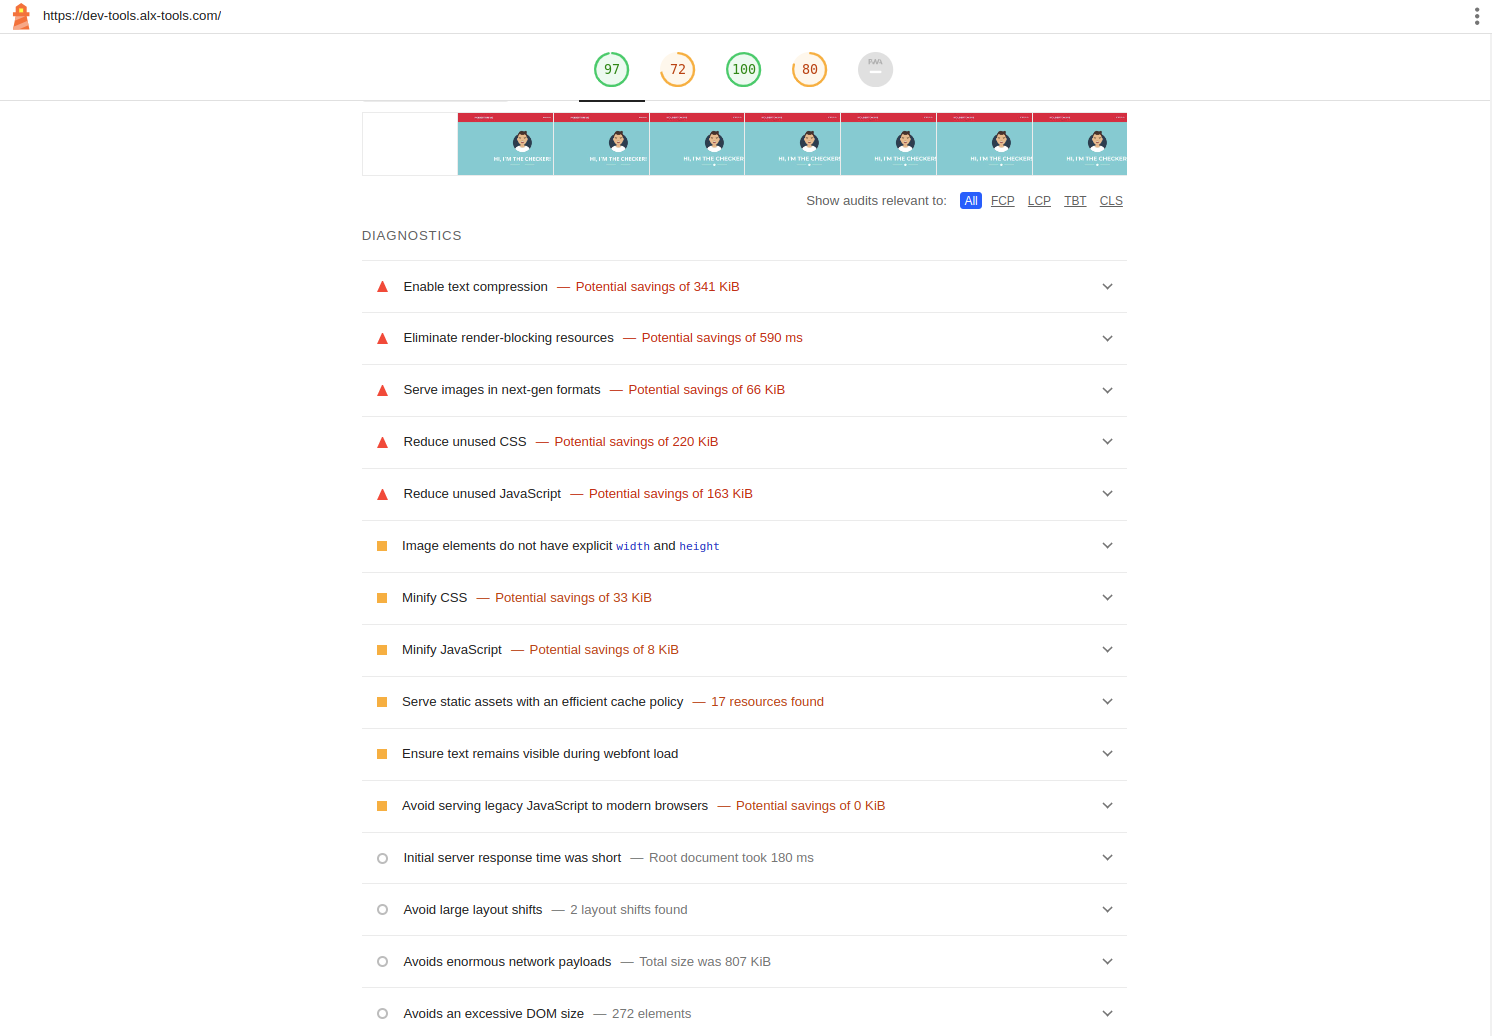 https://dev-tools.alx-tools.com/
97 72 100 80 PWA
HI, I'M THE CHECKER! HI, I'M THE CHECKER! HI, I'M THE CHECKER! HI, I'M THE CHECKER! HI, I'M THE CHECKER! HI, I'M THE CHECKER! HI, I'M THE CHECKER!
Show audits relevant to: All FCP LCP TBT CLS
DIAGNOSTICS
Enable text compression — Potential savings of 341 KiB
Eliminate render-blocking resources — Potential savings of 590 ms
Serve images in next-gen formats — Potential savings of 66 KiB
Reduce unused CSS — Potential savings of 220 KiB
Reduce unused JavaScript — Potential savings of 163 KiB
Image elements do not have explicit width and height
Minify CSS — Potential savings of 33 KiB
Minify JavaScript — Potential savings of 8 KiB
Serve static assets with an efficient cache policy — 17 resources found
Ensure text remains visible during webfont load
Avoid serving legacy JavaScript to modern browsers — Potential savings of 0 KiB
Initial server response time was short — Root document took 180 ms
Avoid large layout shifts — 2 layout shifts found
Avoids enormous network payloads — Total size was 807 KiB
Avoids an excessive DOM size — 272 elements